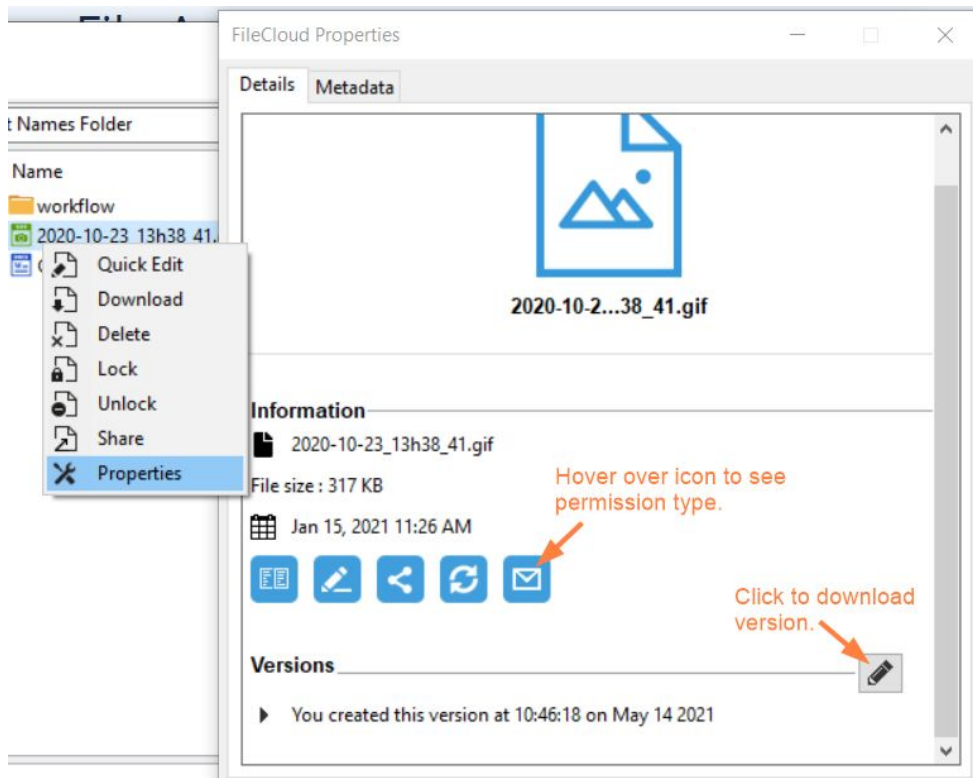 FileCloud Properties
Details Metadata
t Names Folder
Name
workflow
2020-10-23_13h38_41.
Quick Edit
Download
Delete
Lock
Unlock
Share
Properties
2020-10-2...38_41.gif
Information
2020-10-23_13h38_41.gif
File size : 317 KB
Hover over icon to see
permission type.
Jan 15, 2021 11:26 AM
Click to download
version.
Versions
You created this version at 10:46:18 on May 14 2021